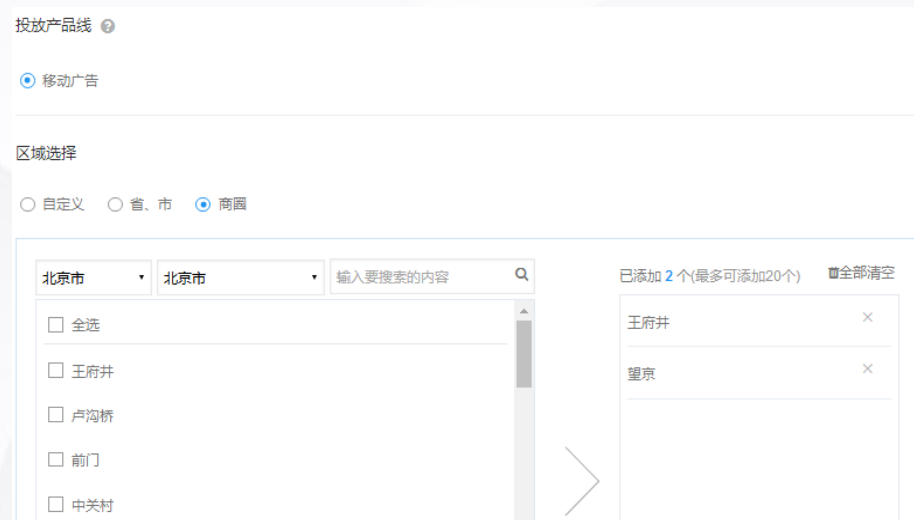 投放产品线
移动广告
区域选择
自定义 省、市 商圈
北京市 北京市 输入要搜索的内容 已添加 2 个(最多可添加20个) 全部清空
全选
王府井
王府井
望京
卢沟桥
前门
中关村